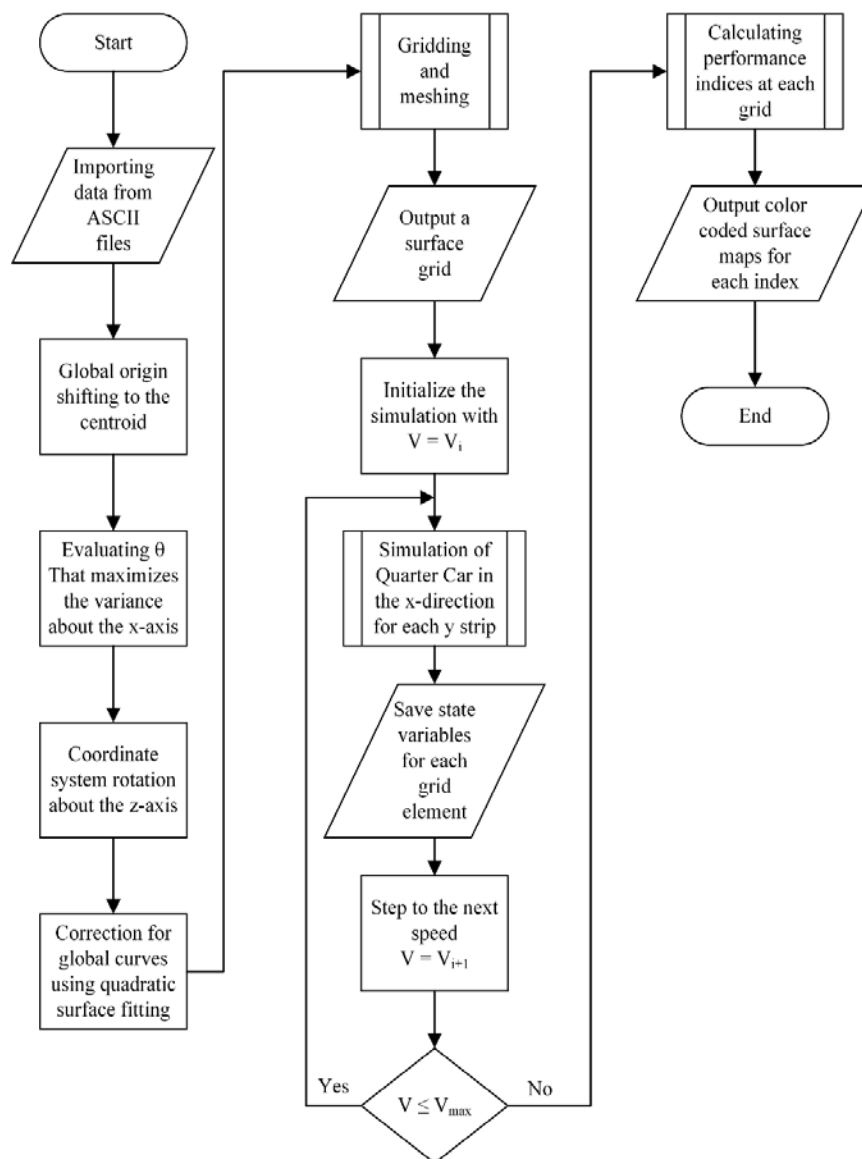 Start
Importing
data from
ASCII
files
Global origin
shifting to the
centroid
Evaluating θ
That maximizes
the variance
about the x-axis
Coordinate
system rotation
about the z-axis
Correction for
global curves
using quadratic
surface fitting
Gridding
and
meshing
Output a
surface
grid
Initialize the
simulation with
V = Vᵢ
Simulation of
Quarter Car in
the x-direction
for each y strip
Save state
variables
for each
grid
element
Step to the next
speed
V = Vᵢ₊₁
Yes
V ≤ Vₘₐₓ
No
Calculating
performance
indices at each
grid
Output color
coded surface
maps for
each index
End